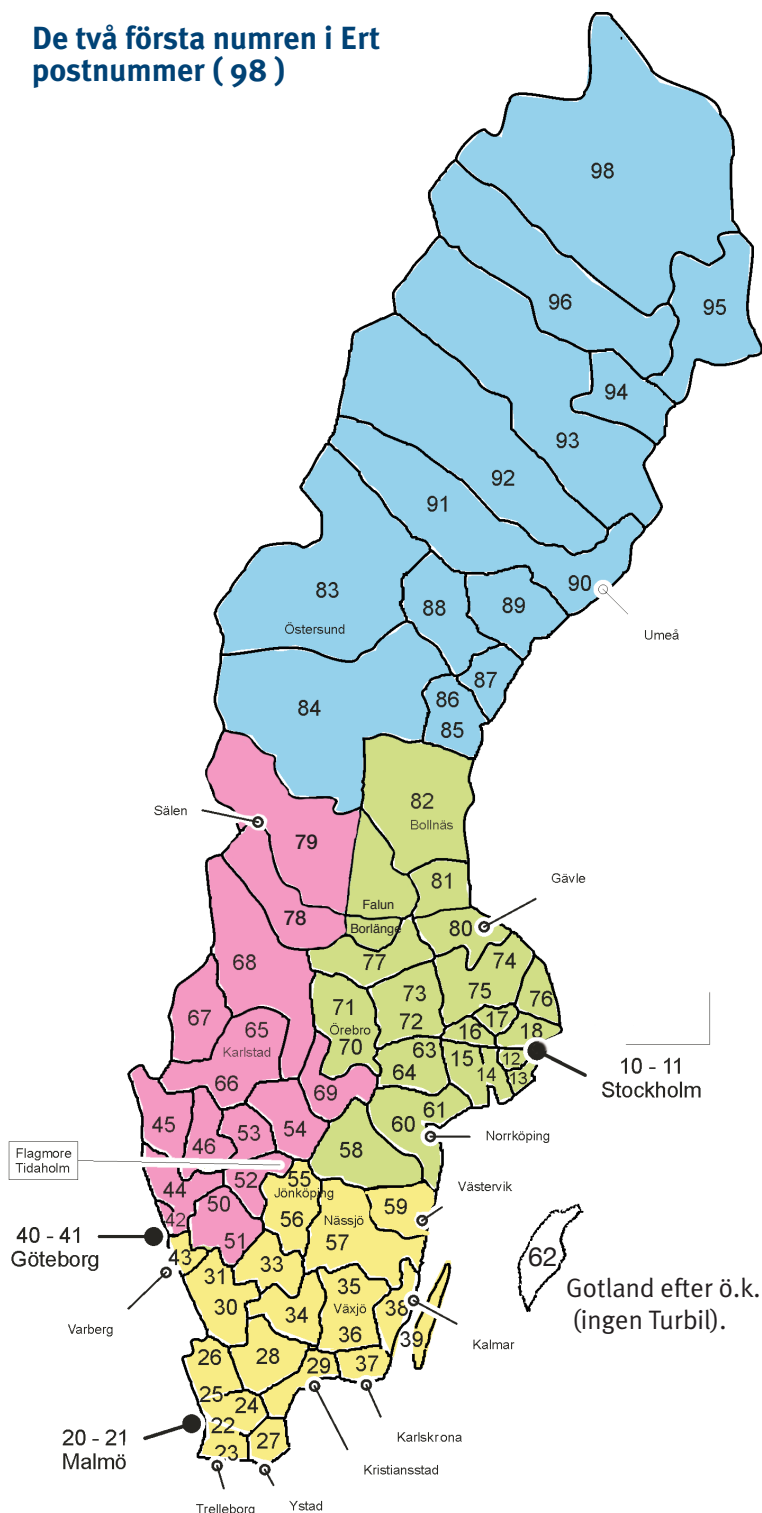 De två första numren i Ert
postnummer ( 98 )
98
96
95
94
93
92
91
90
Umeå
83
Östersund
88
89
87
86
85
84
82
Bollnäs
Sälen
79
81
Gävle
Falun
Borlänge
78
80
77
68
74
75
76
73
72
71
Örebro
70
67
65
Karlstad
66
17
16
18
63
64
15
14
12
13
10 - 11
Stockholm
69
61
60
Norrköping
45
46
53
54
58
Flagmore
Tidaholm
44
52
55
Jönköping
56
59
Västervik
42
50
51
Nässjö
57
40 - 41
Göteborg
43
31
30
33
Varberg
62
Gotland efter ö.k.
(ingen Turbil).
35
Växjö
36
34
38
39
Kalmar
26
28
29
37
25
24
22
23
27
20 - 21
Malmö
Karlskrona
Kristiansstad
Trelleborg
Ystad